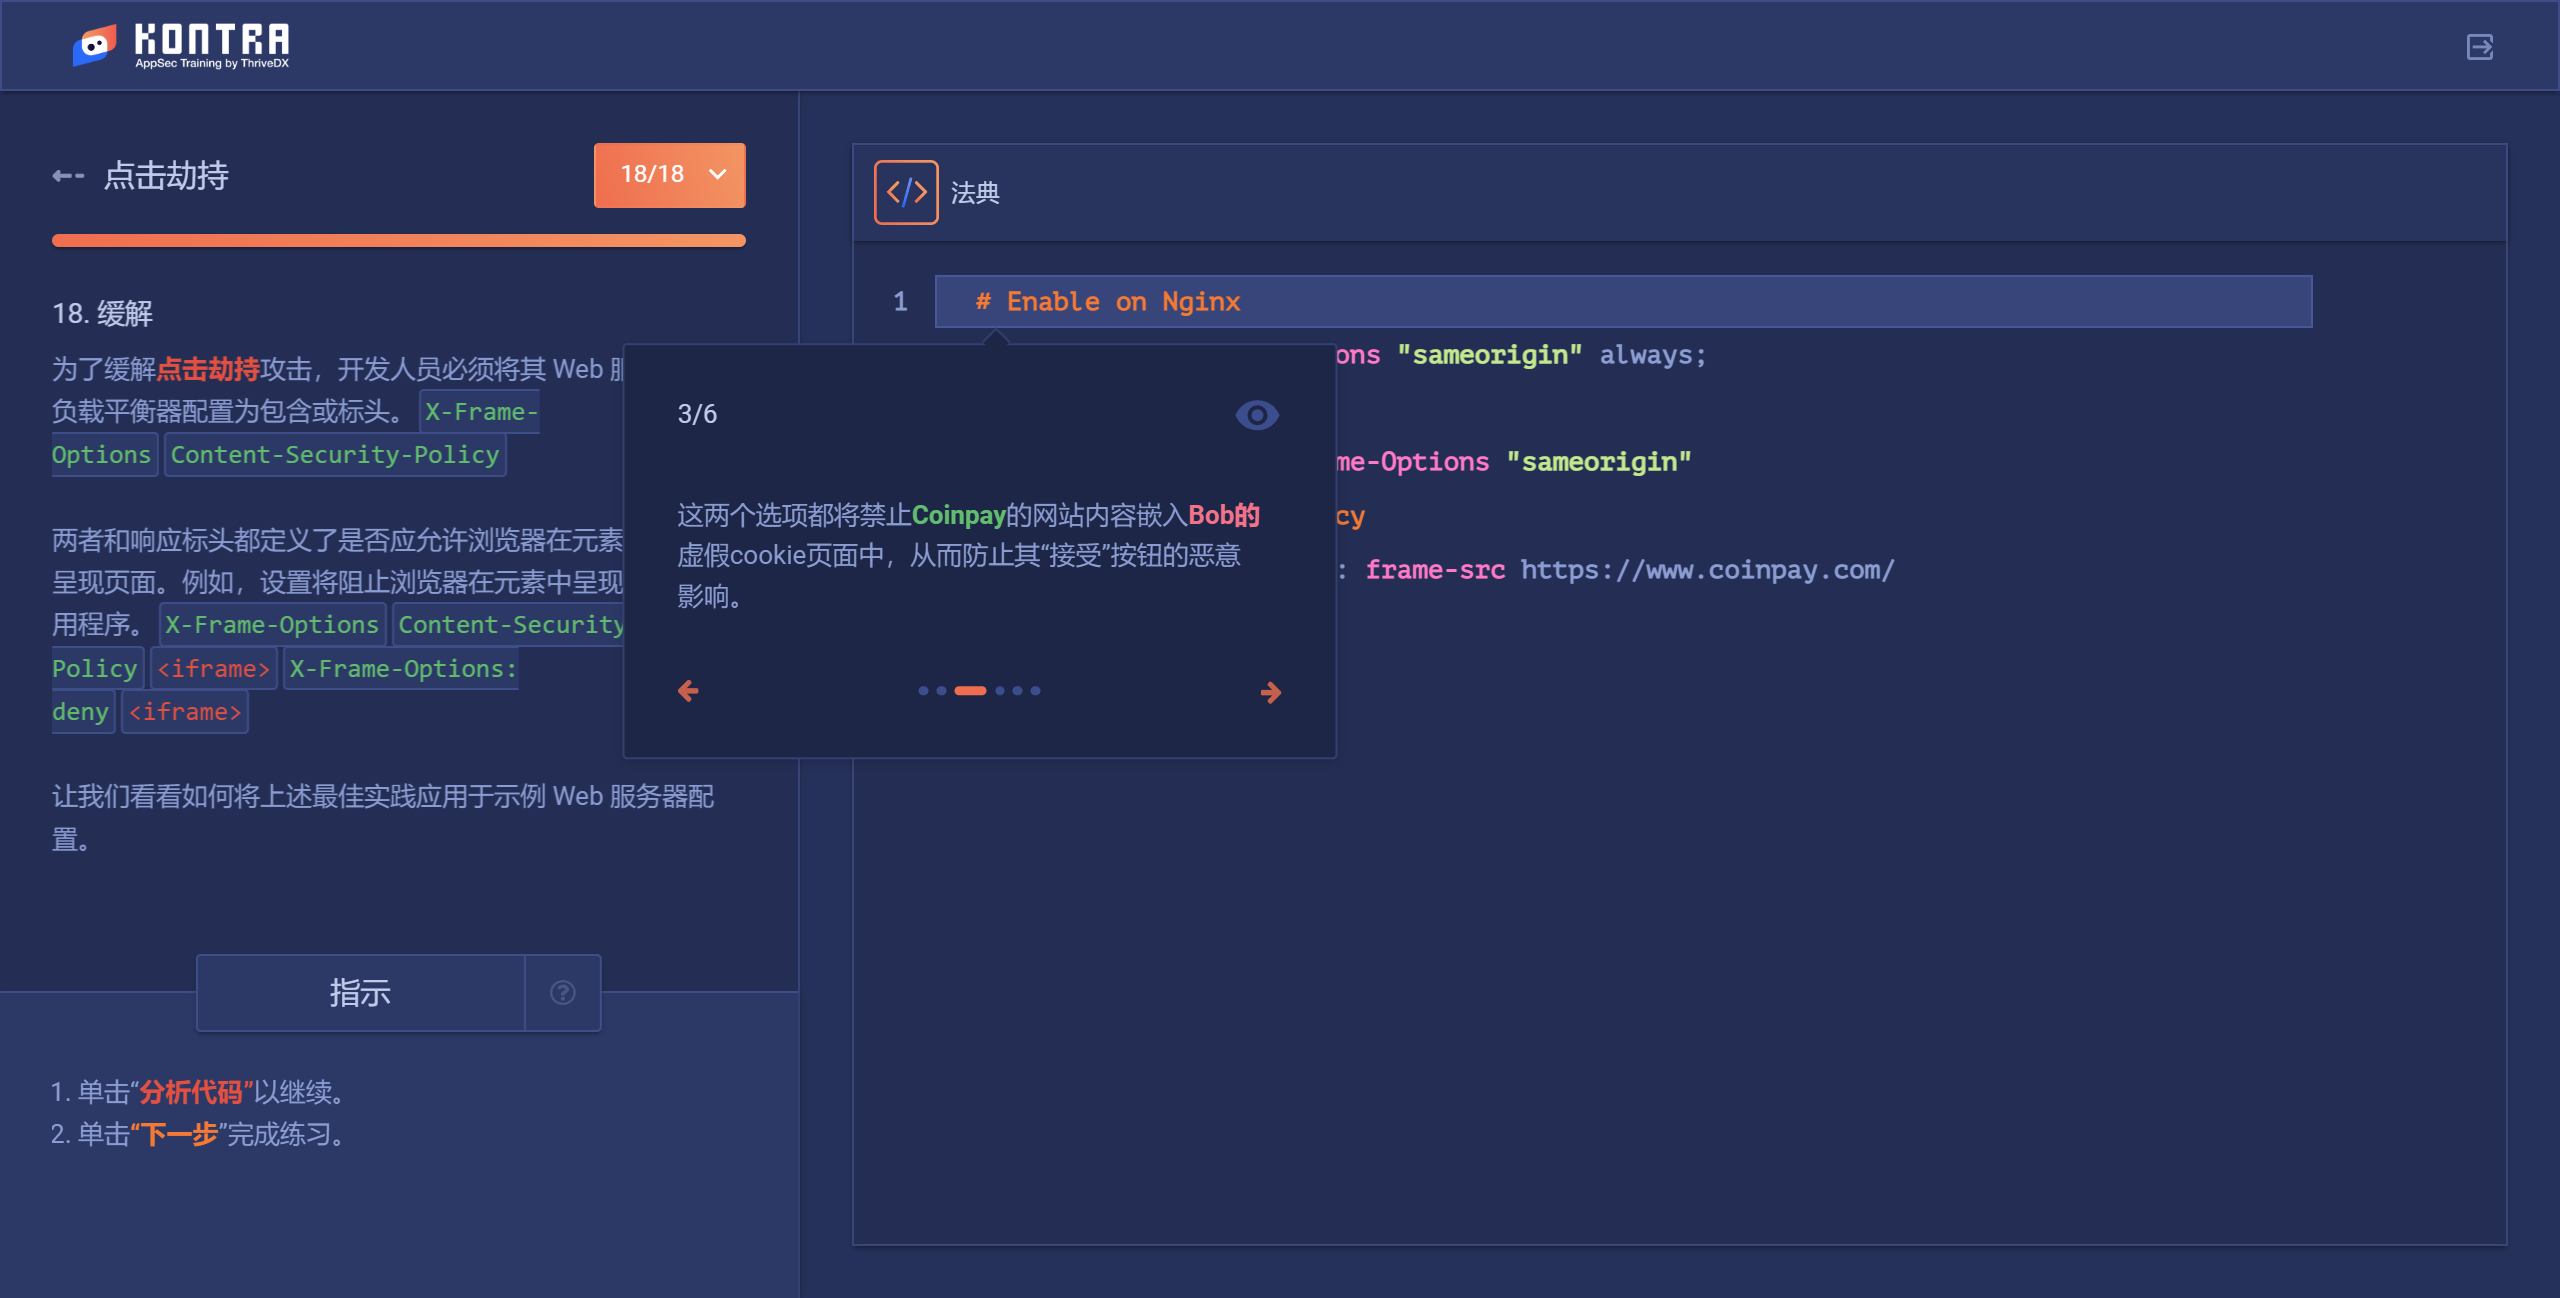 KONTRA
AppSec Training by ThriveDX
点击劫持
18/18
18. 缓解
为了缓解点击劫持攻击，开发人员必须将其 Web 服
负载平衡器配置为包含或标头。 X-Frame-
Options Content-Security-Policy
两者和响应标头都定义了是否应允许浏览器在元素
呈现页面。例如，设置将阻止浏览器在元素中呈现
用程序。 X-Frame-Options Content-Security
Policy <iframe> X-Frame-Options:
deny <iframe>
让我们看看如何将上述最佳实践应用于示例 Web 服务器配
置。
指示
1. 单击“分析代码”以继续。
2. 单击“下一步”完成练习。
</> 法典
1 # Enable on Nginx
ons "sameorigin" always;
me-Options "sameorigin"
cy
: frame-src https://www.coinpay.com/
3/6
这两个选项都将禁止Coinpay的网站内容嵌入Bob的
虚假cookie页面中，从而防止其“接受”按钮的恶意
影响。